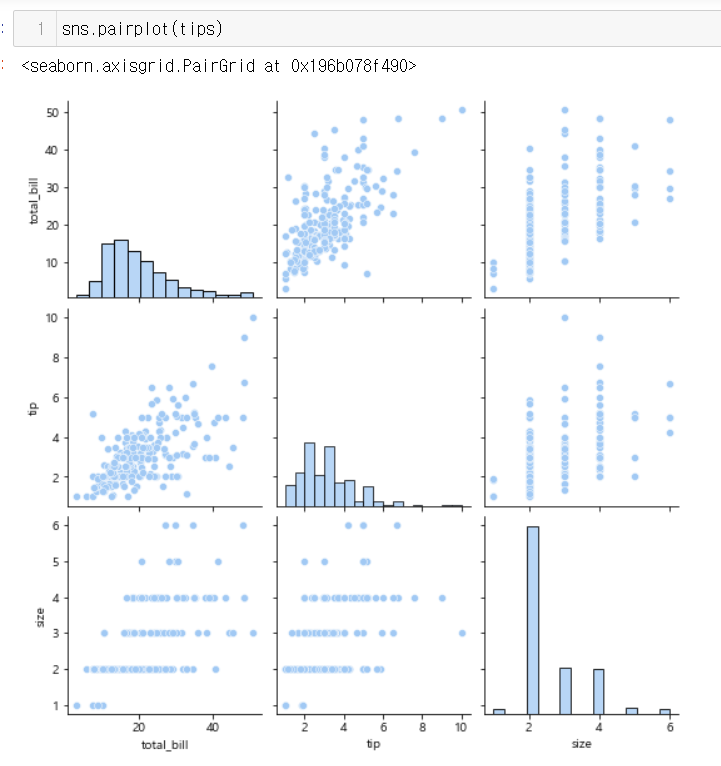 1 sns.pairplot(tips)
<seaborn.axisgrid.PairGrid at 0x196b078f490>
50
40
30
20
10
total_bill
10
8
6
4
2
tip
6
5
4
3
2
1
size
20 40
total_bill
2 4 6 8 10
tip
2 4 6
size